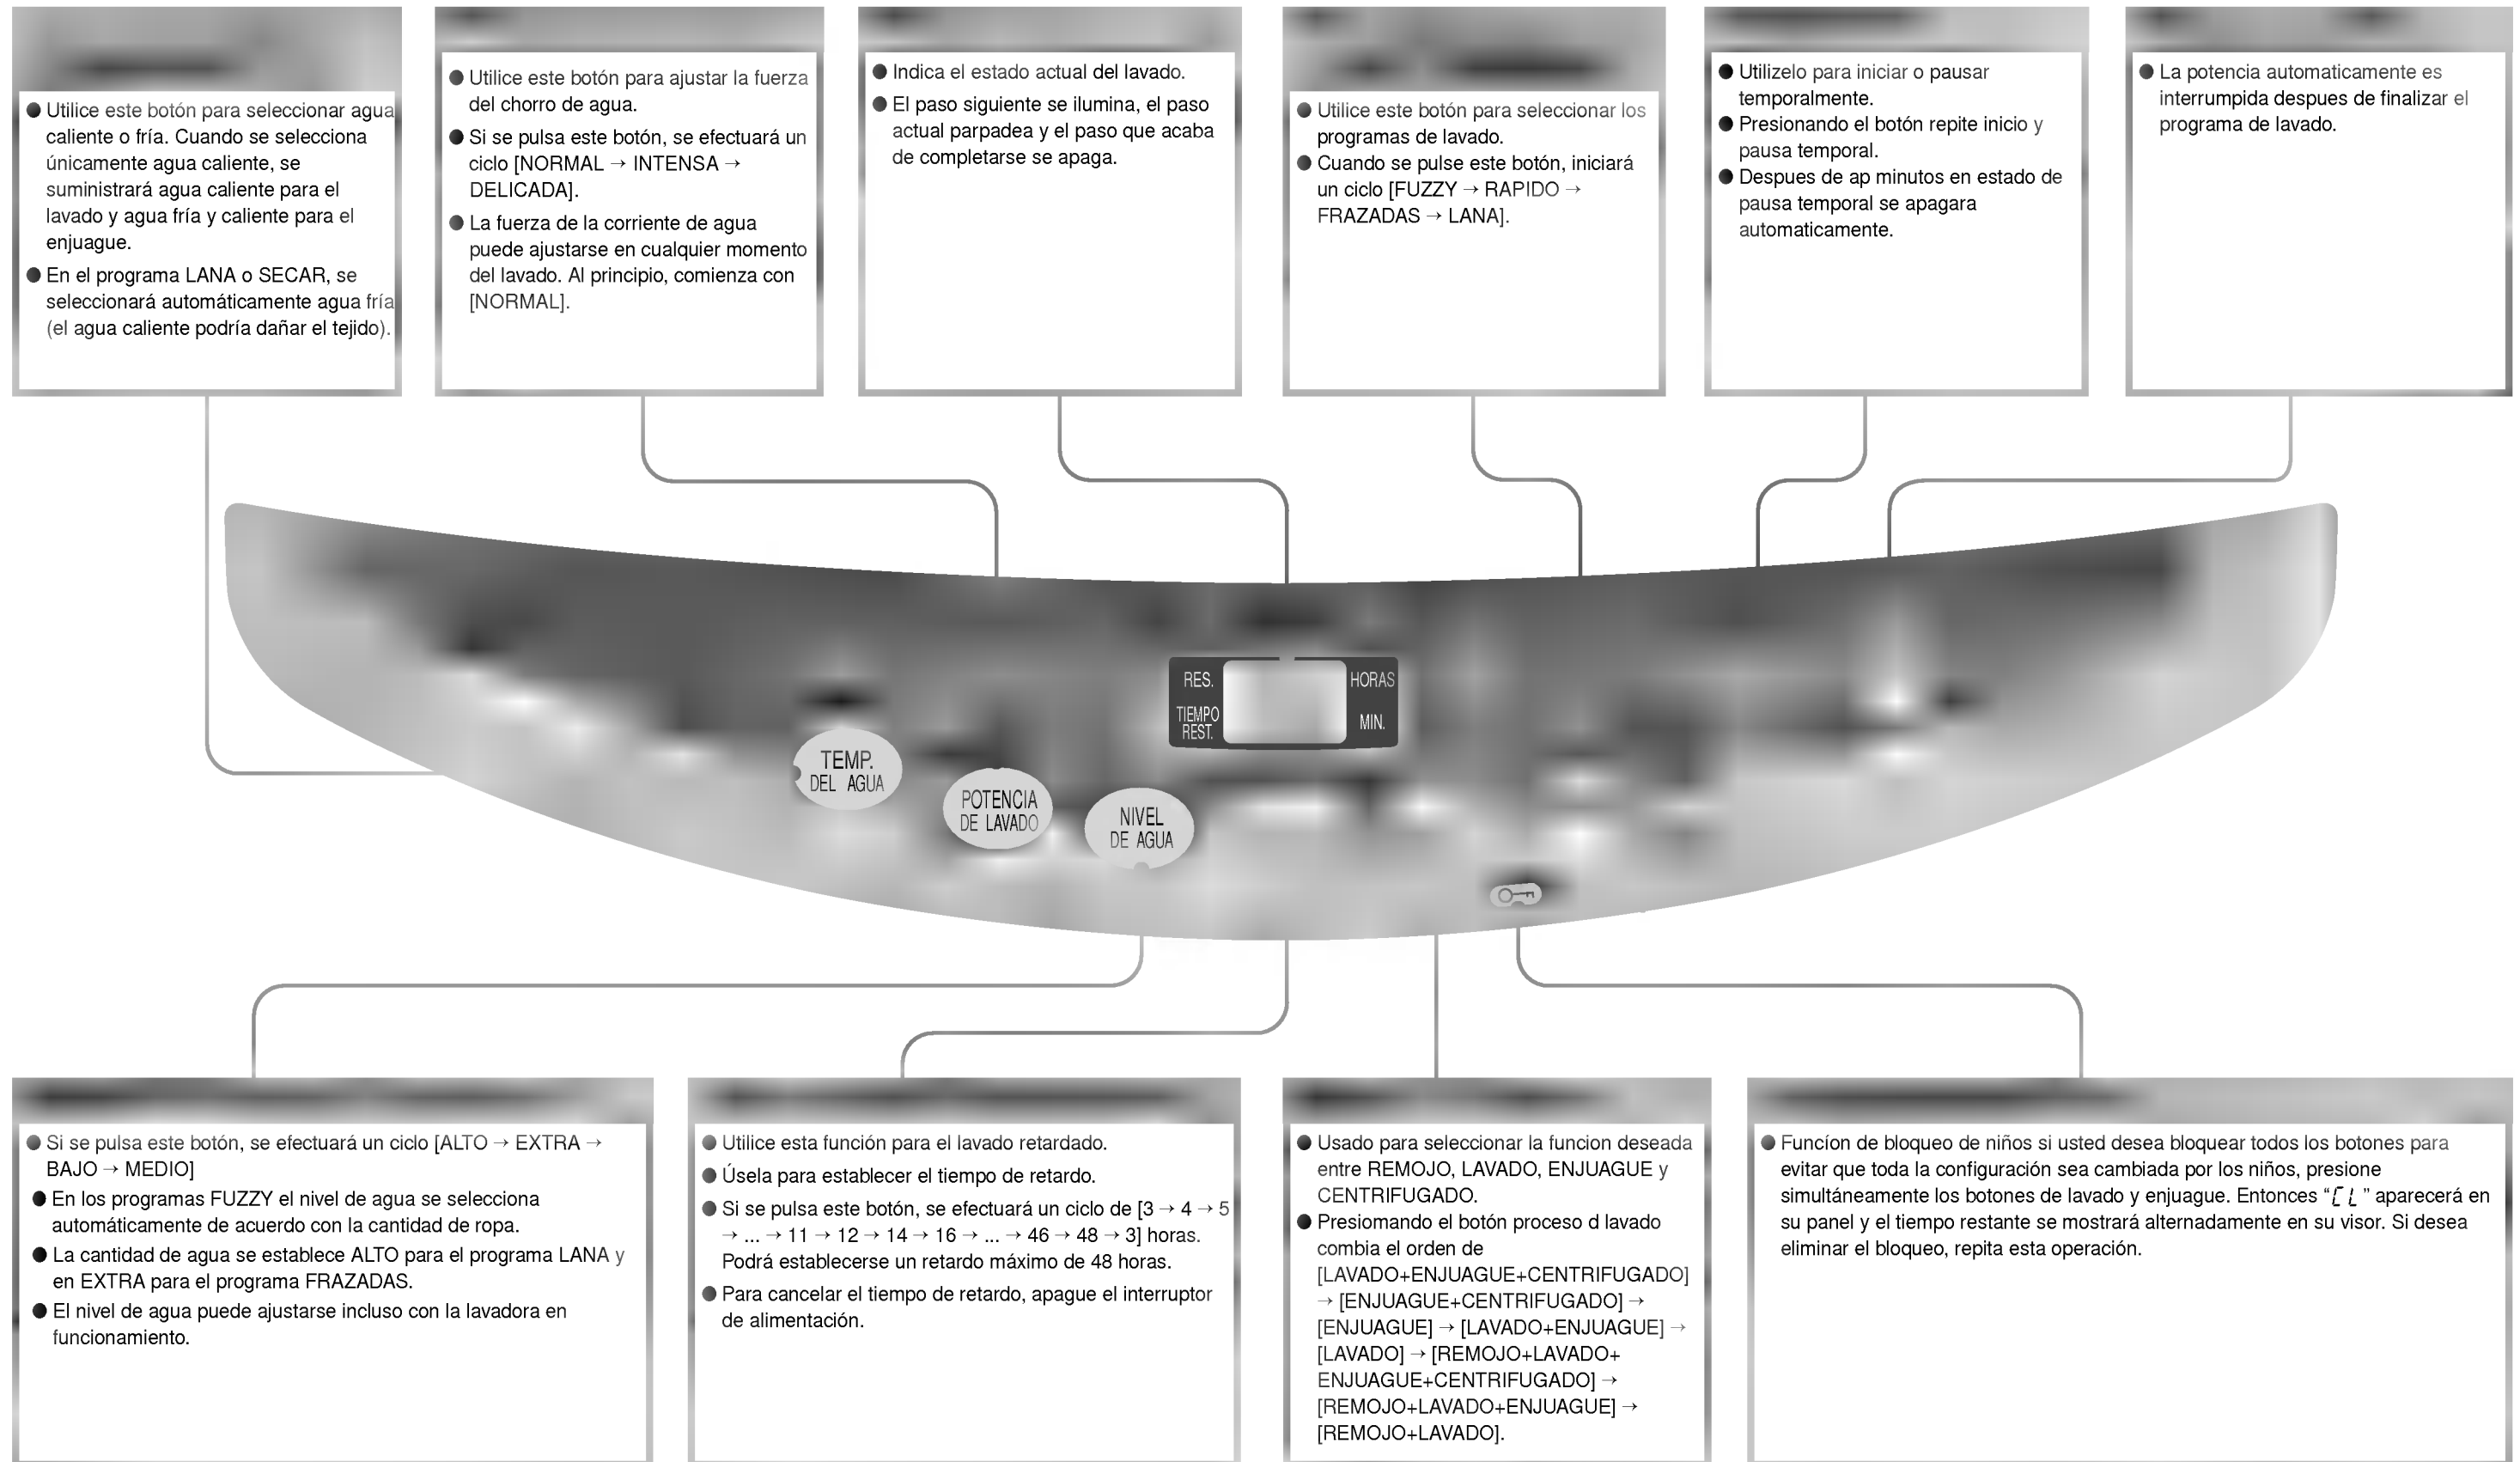 ● Utilice este botón para seleccionar agua
caliente o fría. Cuando se selecciona
únicamente agua caliente, se
suministrará agua caliente para el
lavado y agua fría y caliente para el
enjuague.
● En el programa LANA o SECAR, se
seleccionará automáticamente agua fría
(el agua caliente podría dañar el tejido).
● Utilice este botón para ajustar la fuerza
del chorro de agua.
● Si se pulsa este botón, se efectuará un
ciclo [NORMAL → INTENSA →
DELICADA].
● La fuerza de la corriente de agua
puede ajustarse en cualquier momento
del lavado. Al principio, comienza con
[NORMAL].
● Indica el estado actual del lavado.
● El paso siguiente se ilumina, el paso
actual parpadea y el paso que acaba
de completarse se apaga.
● Utilice este botón para seleccionar los
programas de lavado.
● Cuando se pulse este botón, iniciará
un ciclo [FUZZY → RAPIDO →
FRAZADAS → LANA].
● Utilizelo para iniciar o pausar
temporalmente.
● Presionando el botón repite inicio y
pausa temporal.
● Despues de ap minutos en estado de
pausa temporal se apagara
automaticamente.
● La potencia automaticamente es
interrumpida despues de finalizar el
programa de lavado.
RES.
HORAS
TIEMPO
REST.
MIN.
TEMP.
DEL AGUA
POTENCIA
DE LAVADO
NIVEL
DE AGUA
● Si se pulsa este botón, se efectuará un ciclo [ALTO → EXTRA →
BAJO → MEDIO]
● En los programas FUZZY el nivel de agua se selecciona
automáticamente de acuerdo con la cantidad de ropa.
● La cantidad de agua se establece ALTO para el programa LANA y
en EXTRA para el programa FRAZADAS.
● El nivel de agua puede ajustarse incluso con la lavadora en
funcionamiento.
● Utilice esta función para el lavado retardado.
● Úsela para establecer el tiempo de retardo.
● Si se pulsa este botón, se efectuará un ciclo de [3 → 4 → 5
→ ... → 11 → 12 → 14 → 16 → ... → 46 → 48 → 3] horas.
Podrá establecerse un retardo máximo de 48 horas.
● Para cancelar el tiempo de retardo, apague el interruptor
de alimentación.
● Usado para seleccionar la funcion deseada
entre REMOJO, LAVADO, ENJUAGUE y
CENTRIFUGADO.
● Presiomando el botón proceso d lavado
combia el orden de
[LAVADO+ENJUAGUE+CENTRIFUGADO]
→ [ENJUAGUE+CENTRIFUGADO] →
[ENJUAGUE] → [LAVADO+ENJUAGUE] →
[LAVADO] → [REMOJO+LAVADO+
ENJUAGUE+CENTRIFUGADO] →
[REMOJO+LAVADO+ENJUAGUE] →
[REMOJO+LAVADO].
● Funcíon de bloqueo de niños si usted desea bloquear todos los botones para
evitar que toda la configuración sea cambiada por los niños, presione
simultáneamente los botones de lavado y enjuague. Entonces “CL” aparecerá en
su panel y el tiempo restante se mostrará alternadamente en su visor. Si desea
eliminar el bloqueo, repita esta operación.